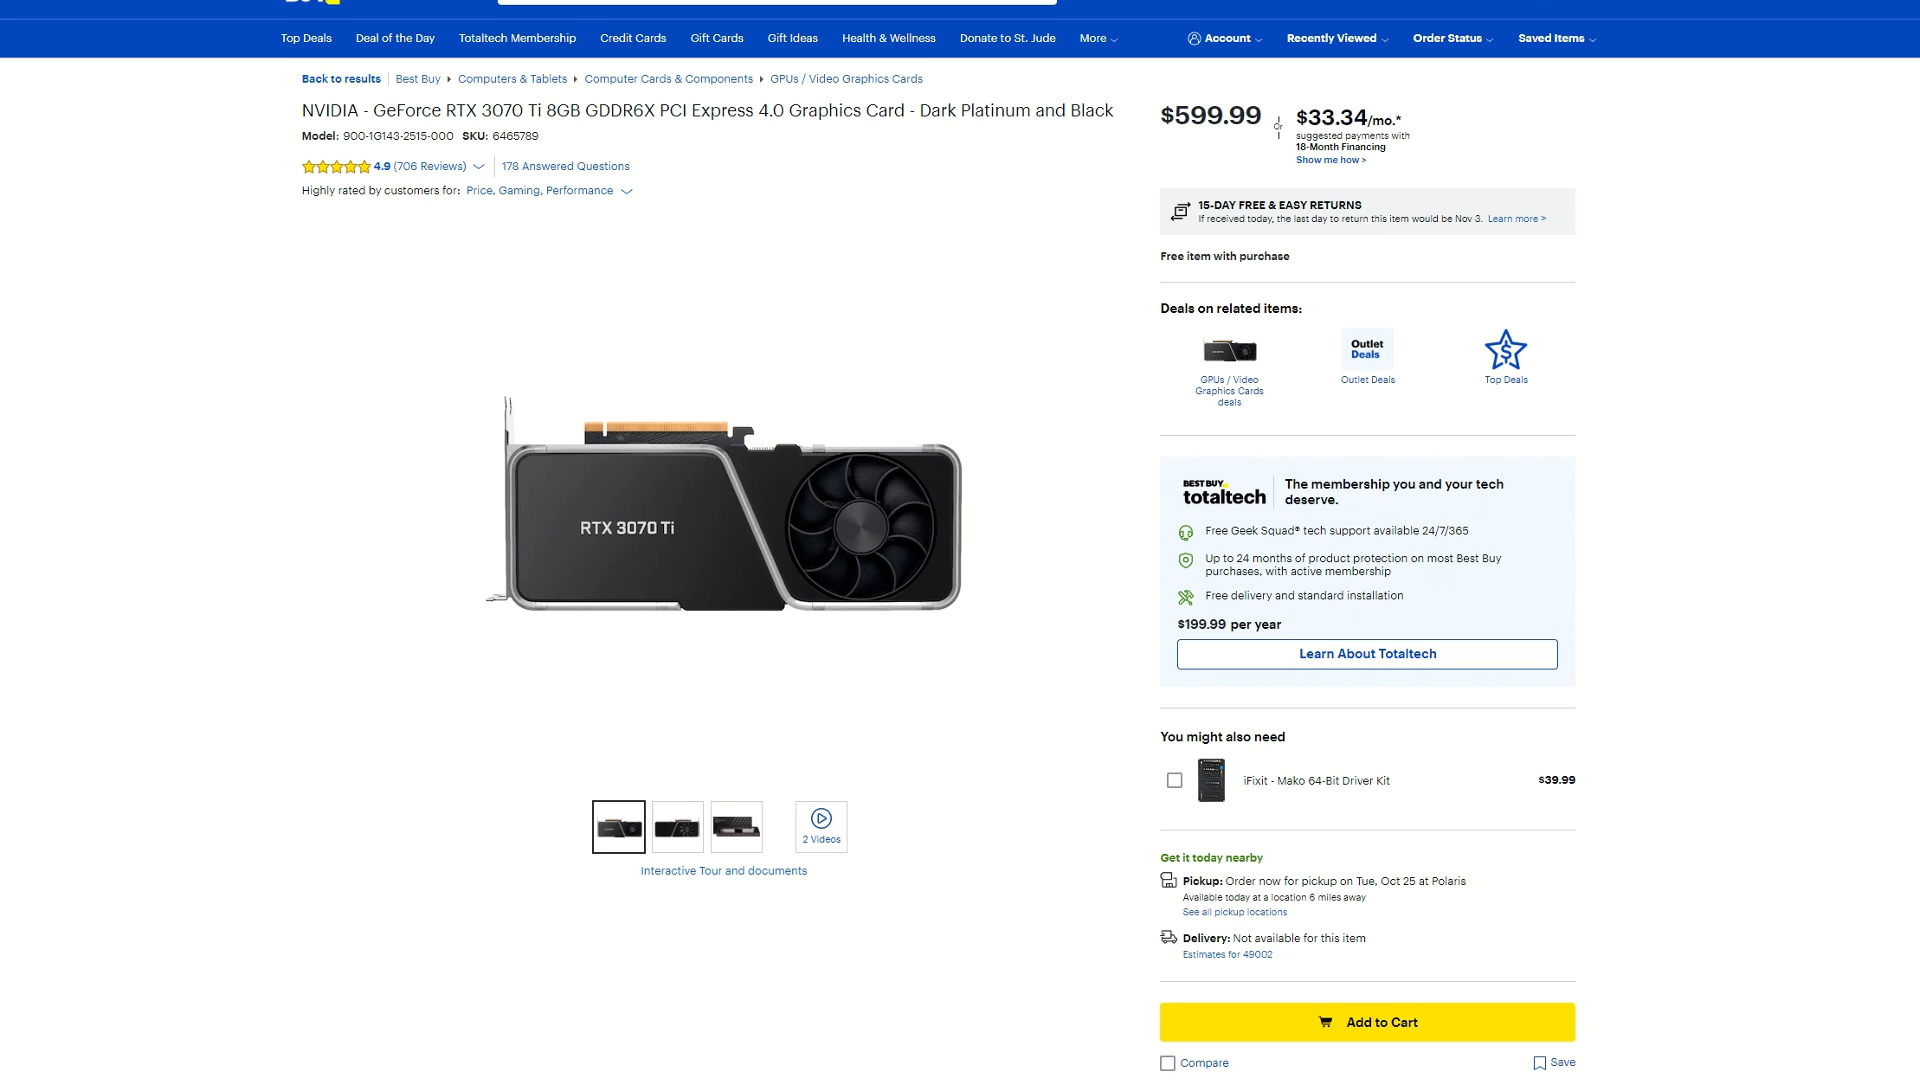 Top Deals Deal of the Day Totaltech Membership Credit Cards Gift Cards Gift Ideas Health & Wellness Donate to St. Jude More Account Recently Viewed Order Status Saved Items
Back to results Best Buy Computers & Tablets Computer Cards & Components GPUs / Video Graphics Cards
NVIDIA - GeForce RTX 3070 Ti 8GB GDDR6X PCI Express 4.0 Graphics Card - Dark Platinum and Black
Model: 900-1G143-2515-000 SKU: 6465789
4.9 (706 Reviews) 178 Answered Questions
Highly rated by customers for: Price, Gaming, Performance
RTX 3070 Ti
2 Videos
Interactive Tour and documents
$599.99
or
$33.34/mo.*
suggested payments with
18-Month Financing
Show me how >
15-DAY FREE & EASY RETURNS
If received today, the last day to return this item would be Nov 3. Learn more >
Free item with purchase
Deals on related items:
GPUs / Video
Graphics Cards
deals
Outlet
Deals
Outlet Deals
Top Deals
BEST BUY
totaltech
The membership you and your tech
deserve.
Free Geek Squad® tech support available 24/7/365
Up to 24 months of product protection on most Best Buy
purchases, with active membership
Free delivery and standard installation
$199.99 per year
Learn About Totaltech
You might also need
iFixit - Mako 64-Bit Driver Kit $39.99
Get it today nearby
Pickup: Order now for pickup on Tue, Oct 25 at Polaris
Available today at a location 6 miles away
See all pickup locations
Delivery: Not available for this item
Estimates for 49002
Add to Cart
Compare Save